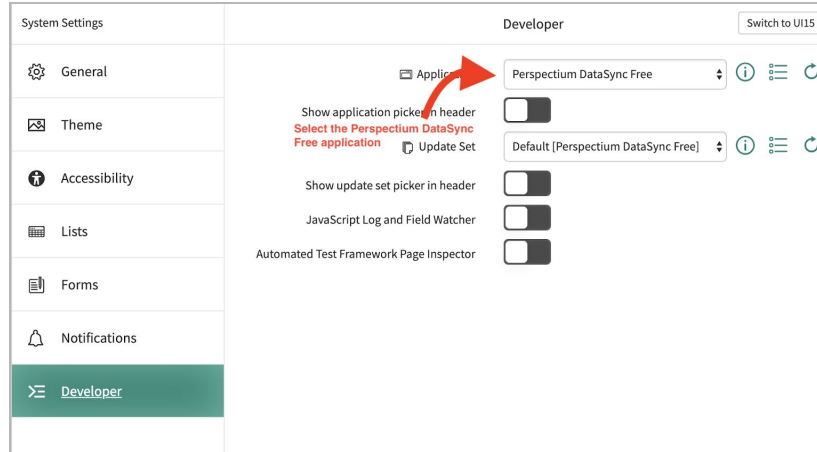 System Settings
Developer
Switch to UI15
General
Theme
Accessibility
Lists
Forms
Notifications
Developer
Perspectium DataSync Free
Show application picker in header
Select the Perspectium DataSync
Free application
Update Set
Default [Perspectium DataSync Free]
Show update set picker in header
JavaScript Log and Field Watcher
Automated Test Framework Page Inspector